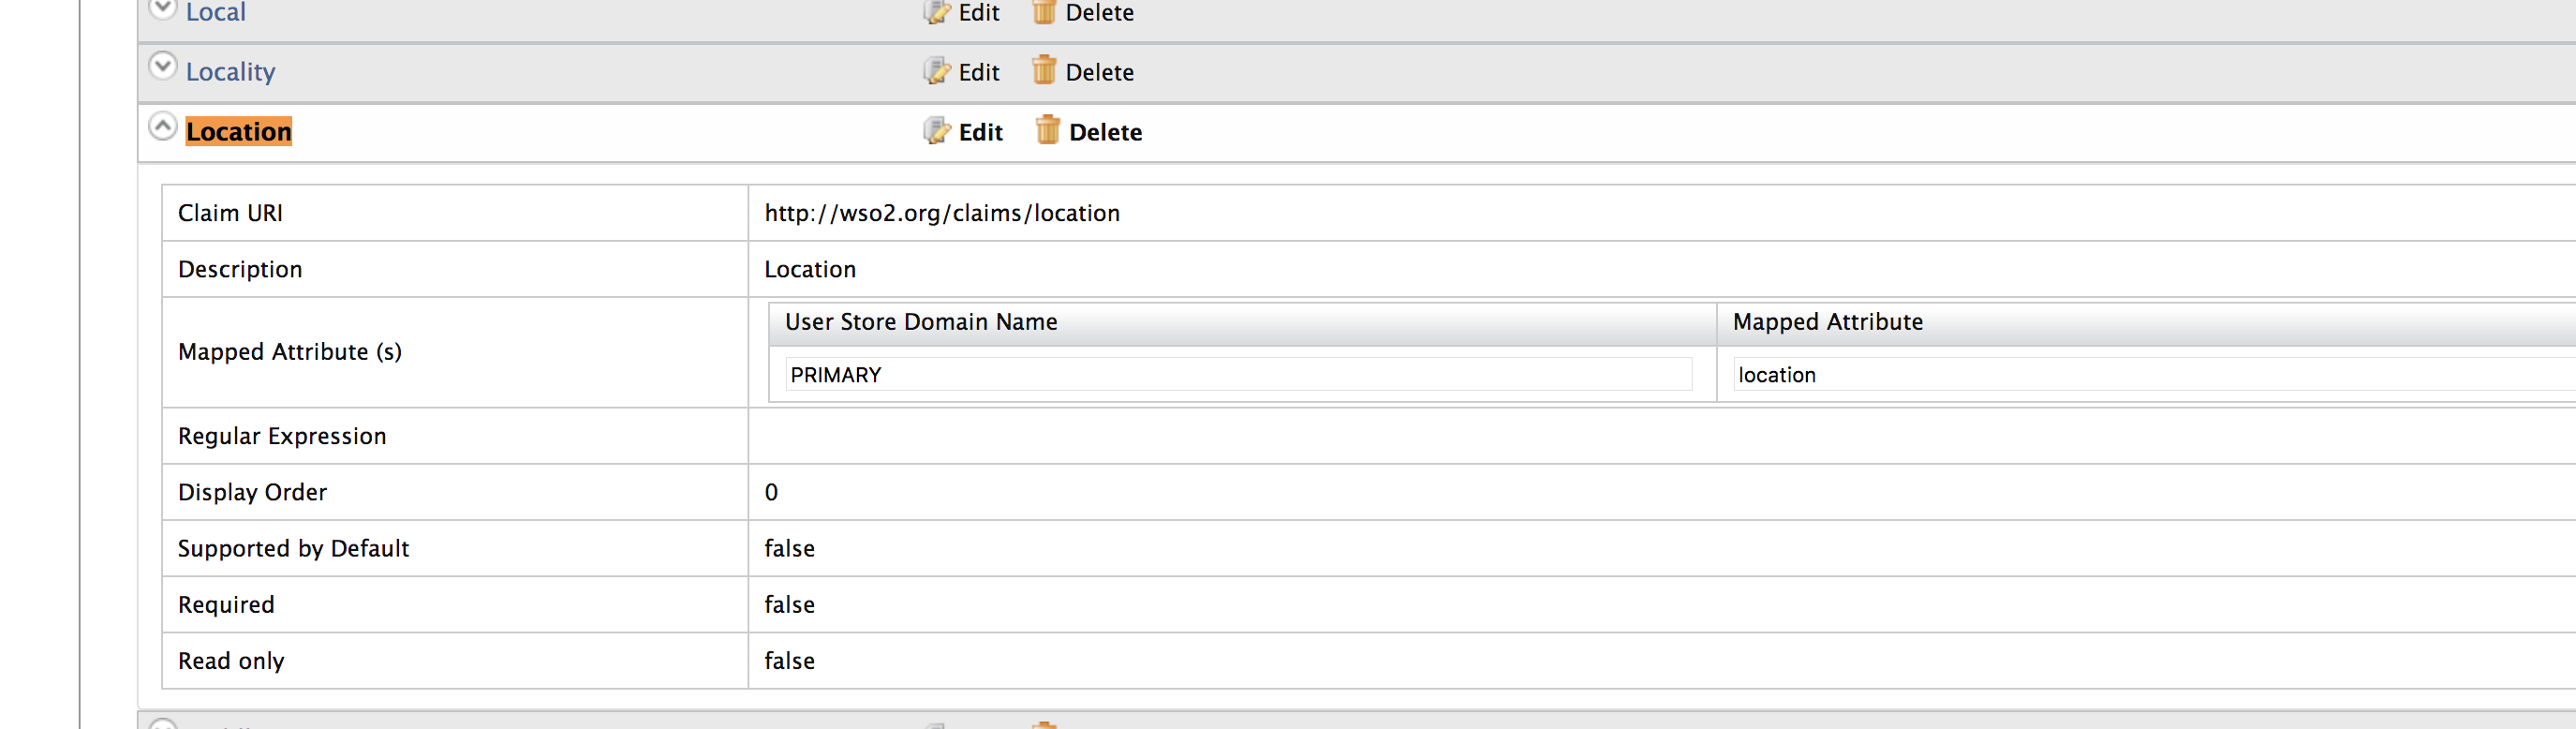 Local Edit Delete
Locality Edit Delete
Location Edit Delete
Claim URI http://wso2.org/claims/location
Description Location
Mapped Attribute (s) User Store Domain Name Mapped Attribute
PRIMARY location
Regular Expression
Display Order 0
Supported by Default false
Required false
Read only false